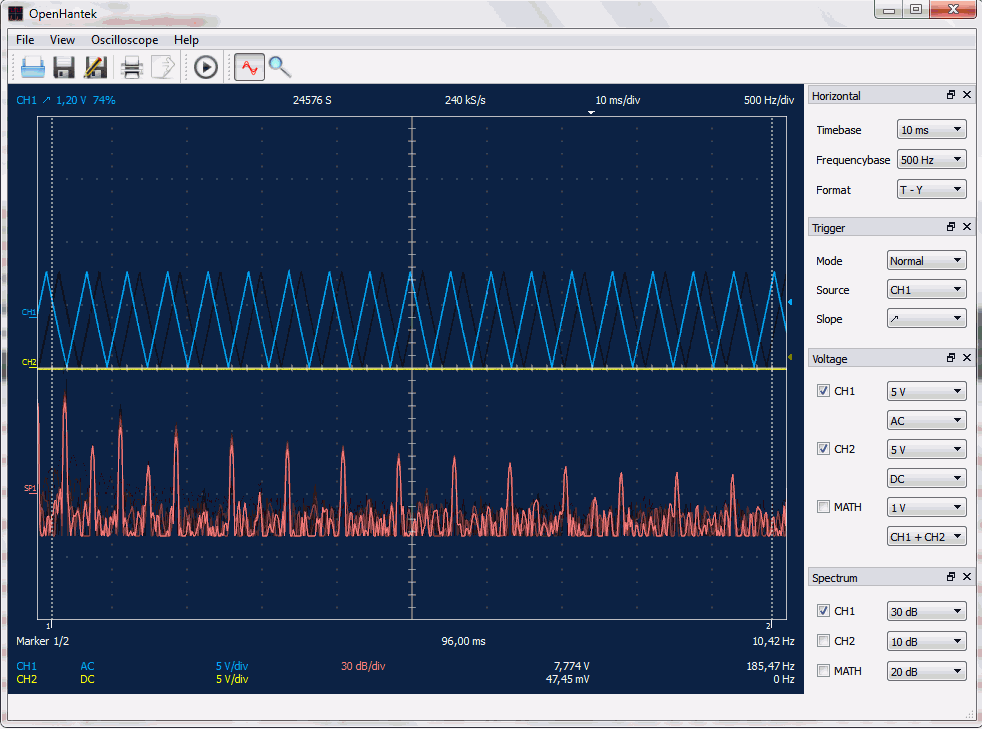 OpenHantek
File View Oscilloscope Help
CH1 ↗ 1,20 V 74% 24576 S 240 kS/s 10 ms/div 500 Hz/div
CH1
CH2
SP1
1 2
Marker 1/2 96,00 ms 10,42 Hz
CH1 AC 5 V/div 30 dB/div 7,774 V 185,47 Hz
CH2 DC 5 V/div 47,45 mV 0 Hz
Horizontal
Timebase 10 ms
Frequencybase 500 Hz
Format T - Y
Trigger
Mode Normal
Source CH1
Slope ↗
Voltage
CH1 5 V
AC
CH2 5 V
DC
MATH 1 V
CH1 + CH2
Spectrum
CH1 30 dB
CH2 10 dB
MATH 20 dB